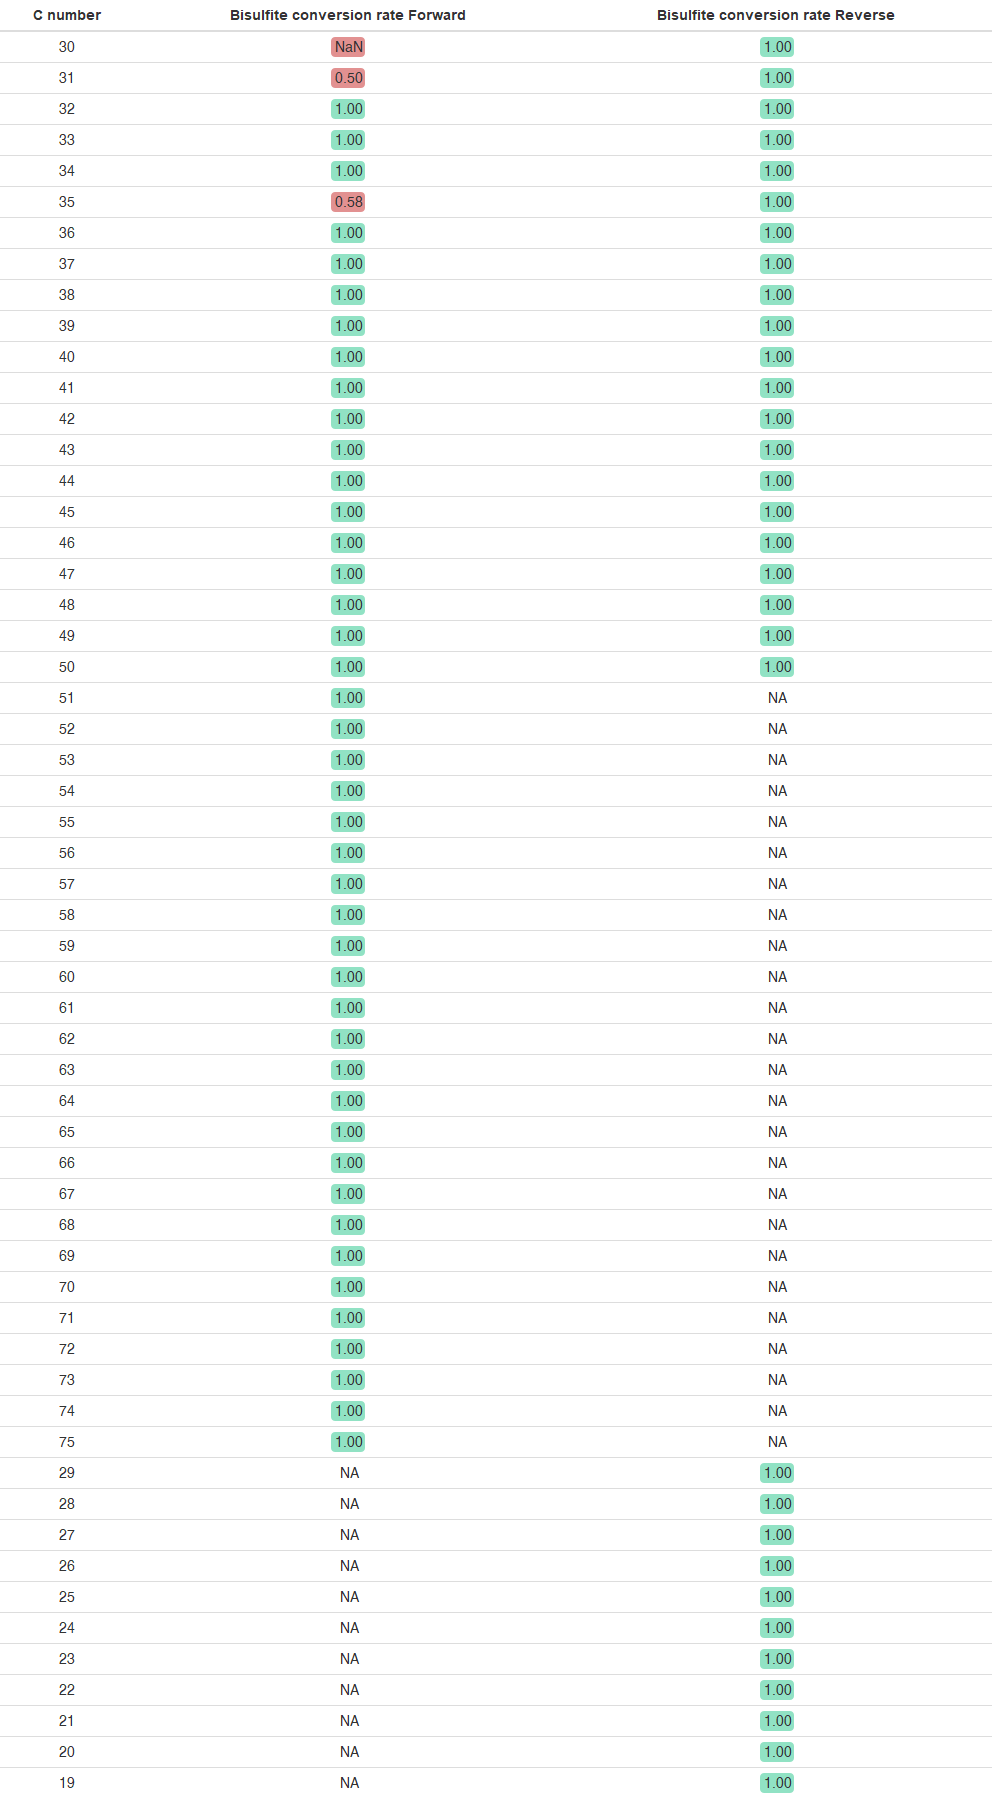 C number Bisulfite conversion rate Forward Bisulfite conversion rate Reverse
30 NaN 1.00
31 0.50 1.00
32 1.00 1.00
33 1.00 1.00
34 1.00 1.00
35 0.58 1.00
36 1.00 1.00
37 1.00 1.00
38 1.00 1.00
39 1.00 1.00
40 1.00 1.00
41 1.00 1.00
42 1.00 1.00
43 1.00 1.00
44 1.00 1.00
45 1.00 1.00
46 1.00 1.00
47 1.00 1.00
48 1.00 1.00
49 1.00 1.00
50 1.00 1.00
51 1.00 NA
52 1.00 NA
53 1.00 NA
54 1.00 NA
55 1.00 NA
56 1.00 NA
57 1.00 NA
58 1.00 NA
59 1.00 NA
60 1.00 NA
61 1.00 NA
62 1.00 NA
63 1.00 NA
64 1.00 NA
65 1.00 NA
66 1.00 NA
67 1.00 NA
68 1.00 NA
69 1.00 NA
70 1.00 NA
71 1.00 NA
72 1.00 NA
73 1.00 NA
74 1.00 NA
75 1.00 NA
29 NA 1.00
28 NA 1.00
27 NA 1.00
26 NA 1.00
25 NA 1.00
24 NA 1.00
23 NA 1.00
22 NA 1.00
21 NA 1.00
20 NA 1.00
19 NA 1.00